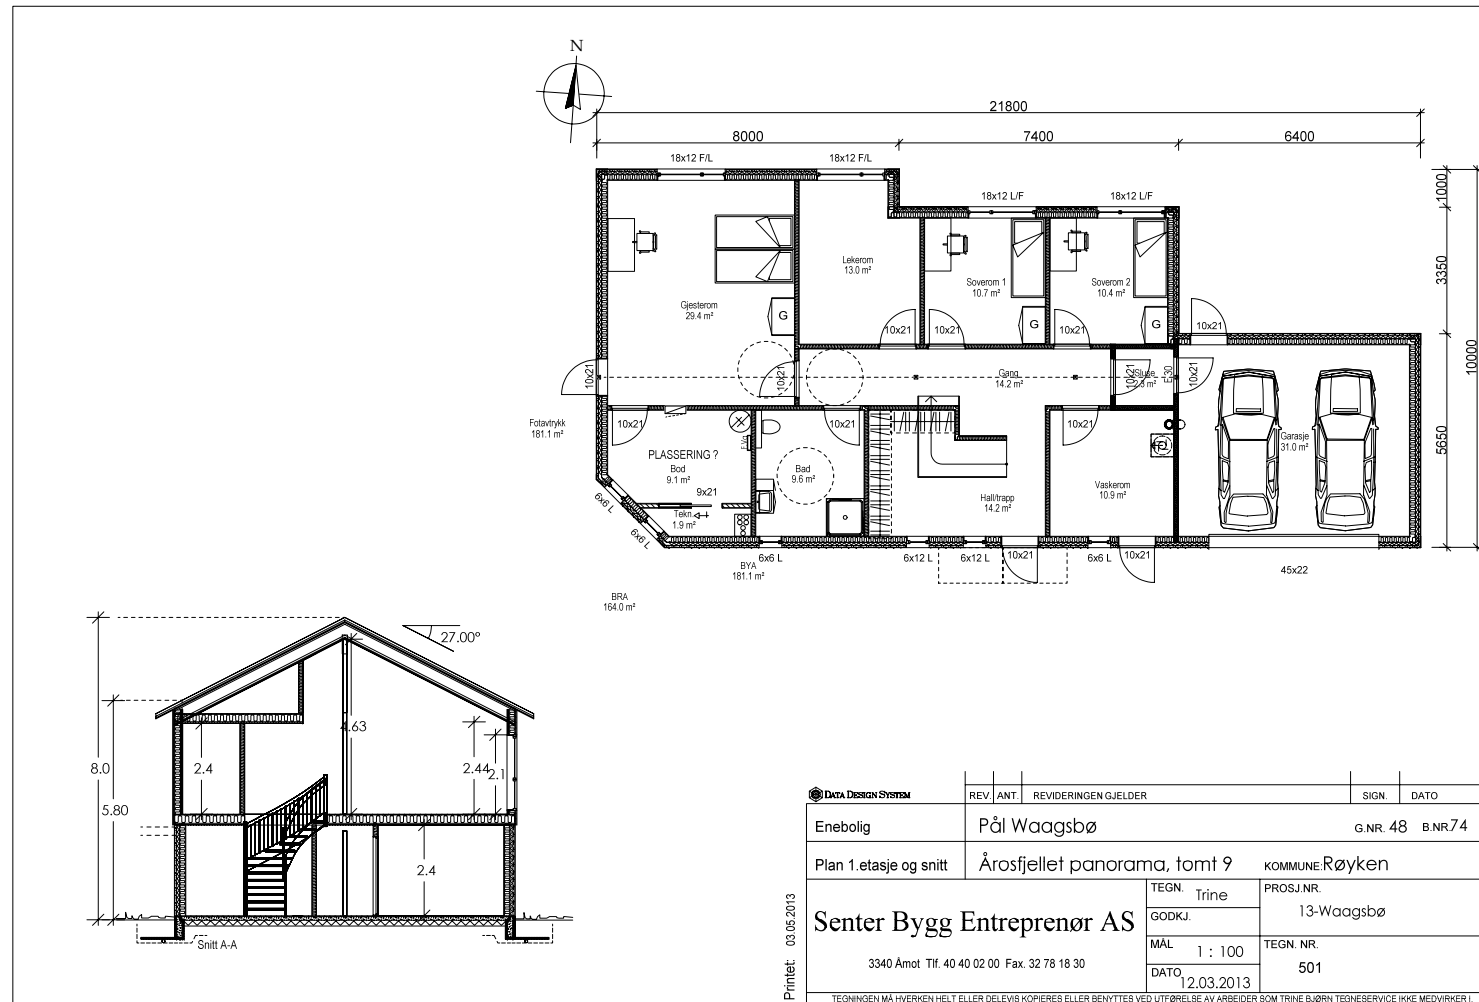 N
21800
8000 7400 6400
18x12 F/L 18x12 F/L
18x12 L/F 18x12 L/F
1000
3350
5650
10000
Lekerom
13.0 m²
Soverom 1
10.7 m²
Soverom 2
10.4 m²
Gjesterom
29.4 m²
G G G
10x21 10x21 10x21 10x21
10x21 10x21 10x21 10x21
Gang
14.2 m²
Sluse
2.3 m²
EI30
Fotavtrykk
181.1 m²
10x21 10x21 10x21
PLASSERING ?
Bod
9.1 m²
9x21
Tekn.
1.9 m²
Bad
9.6 m²
Hall/trapp
14.2 m²
Vaskerom
10.9 m²
Garasje
31.0 m²
6x6 L
6x6 L
6x6 L 6x12 L 6x12 L 10x21 6x6 L 10x21
45x22
BYA
181.1 m²
BRA
164.0 m²
27.00°
8.0
5.80
4.63
2.4
2.44
2.1
2.4
Snitt A-A
Printet: 03.05.2013
DATA DESIGN SYSTEM
REV. ANT. REVIDERINGEN GJELDER SIGN. DATO
Enebolig Pål Waagsbø G.NR. 48 B.NR.74
Plan 1.etasje og snitt Årosfjellet panorama, tomt 9 KOMMUNE:Røyken
Senter Bygg Entreprenør AS
3340 Åmot Tlf. 40 40 02 00 Fax. 32 78 18 30
TEGN. Trine
GODKJ.
MÅL 1 : 100
DATO 12.03.2013
PROSJ.NR.
13-Waagsbø
TEGN. NR.
501
TEGNINGEN MÅ HVERKEN HELT ELLER DELEVIS KOPIERES ELLER BENYTTES VED UTFØRELSE AV ARBEIDER SOM TRINE BJØRN TEGNESERVICE IKKE MEDVIRKER I.